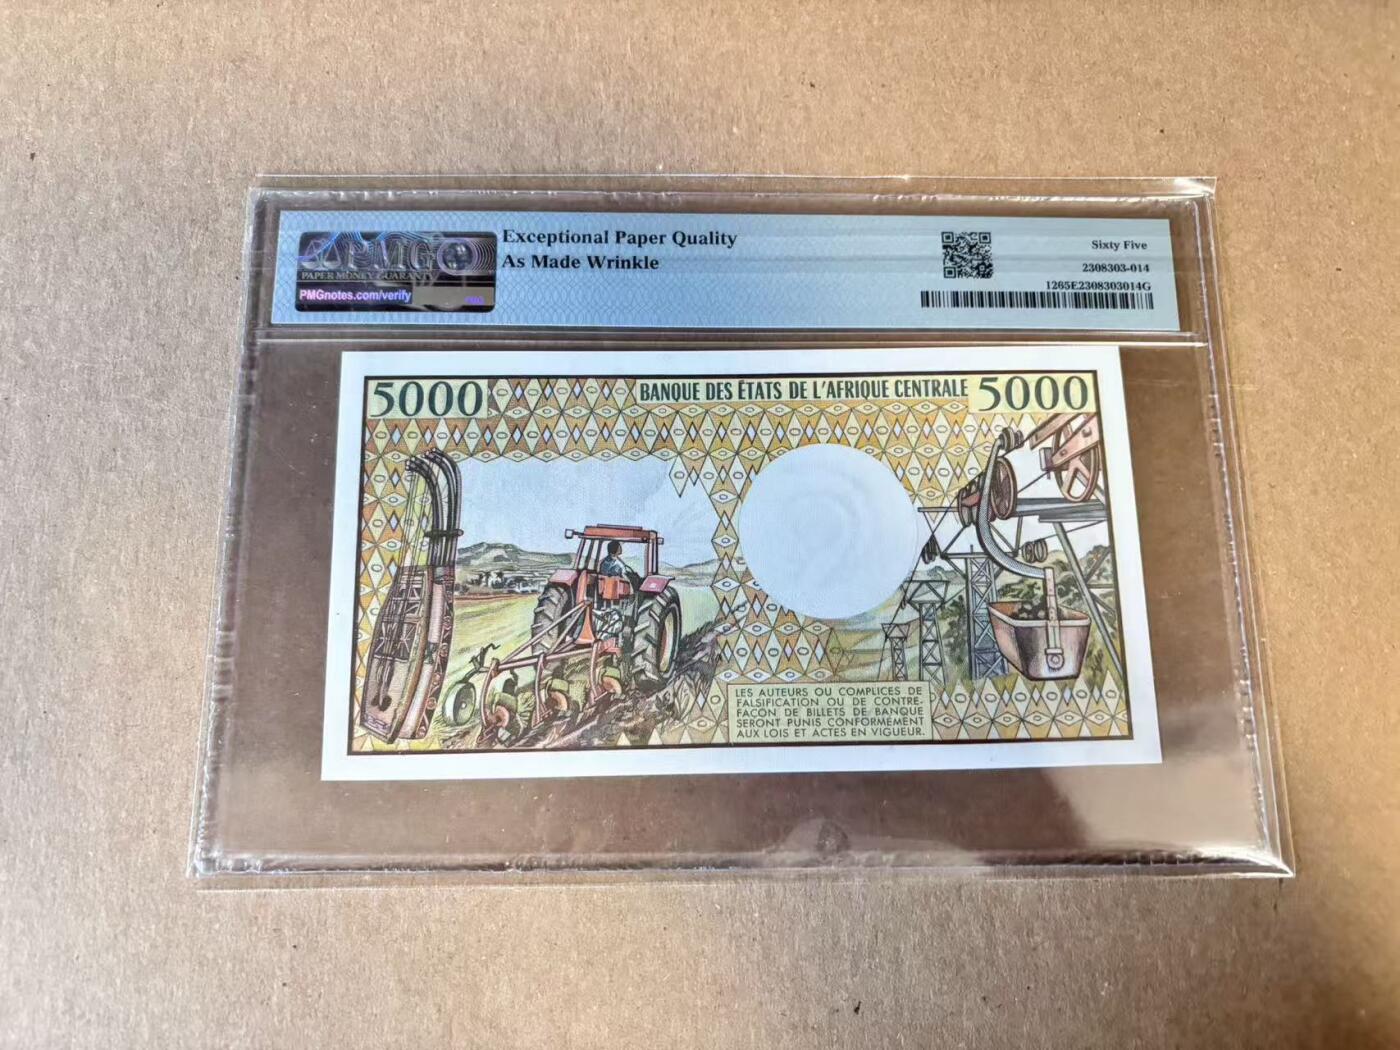 PMG
PAPER MONEY GUARANTY
PMGnotes.com/verify
Exceptional Paper Quality
As Made Wrinkle
Sixty Five
2308303-014
1265E2308303014G
5000
BANQUE DES ÉTATS DE L'AFRIQUE CENTRALE
5000
LES AUTEURS OU COMPLICES DE
FALSIFICATION OU DE CONTRE-
FAÇON DE BILLETS DE BANQUE
SERONT PUNIS CONFORMÉMENT
AUX LOIS ET ACTES EN VIGUEUR.